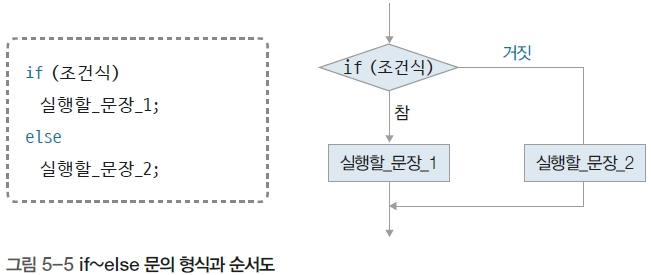 if (조건식)
실행할_문장_1;
else
실행할_문장_2;
if (조건식)
거짓
참
실행할_문장_1
실행할_문장_2
그림 5-5 if~else 문의 형식과 순서도